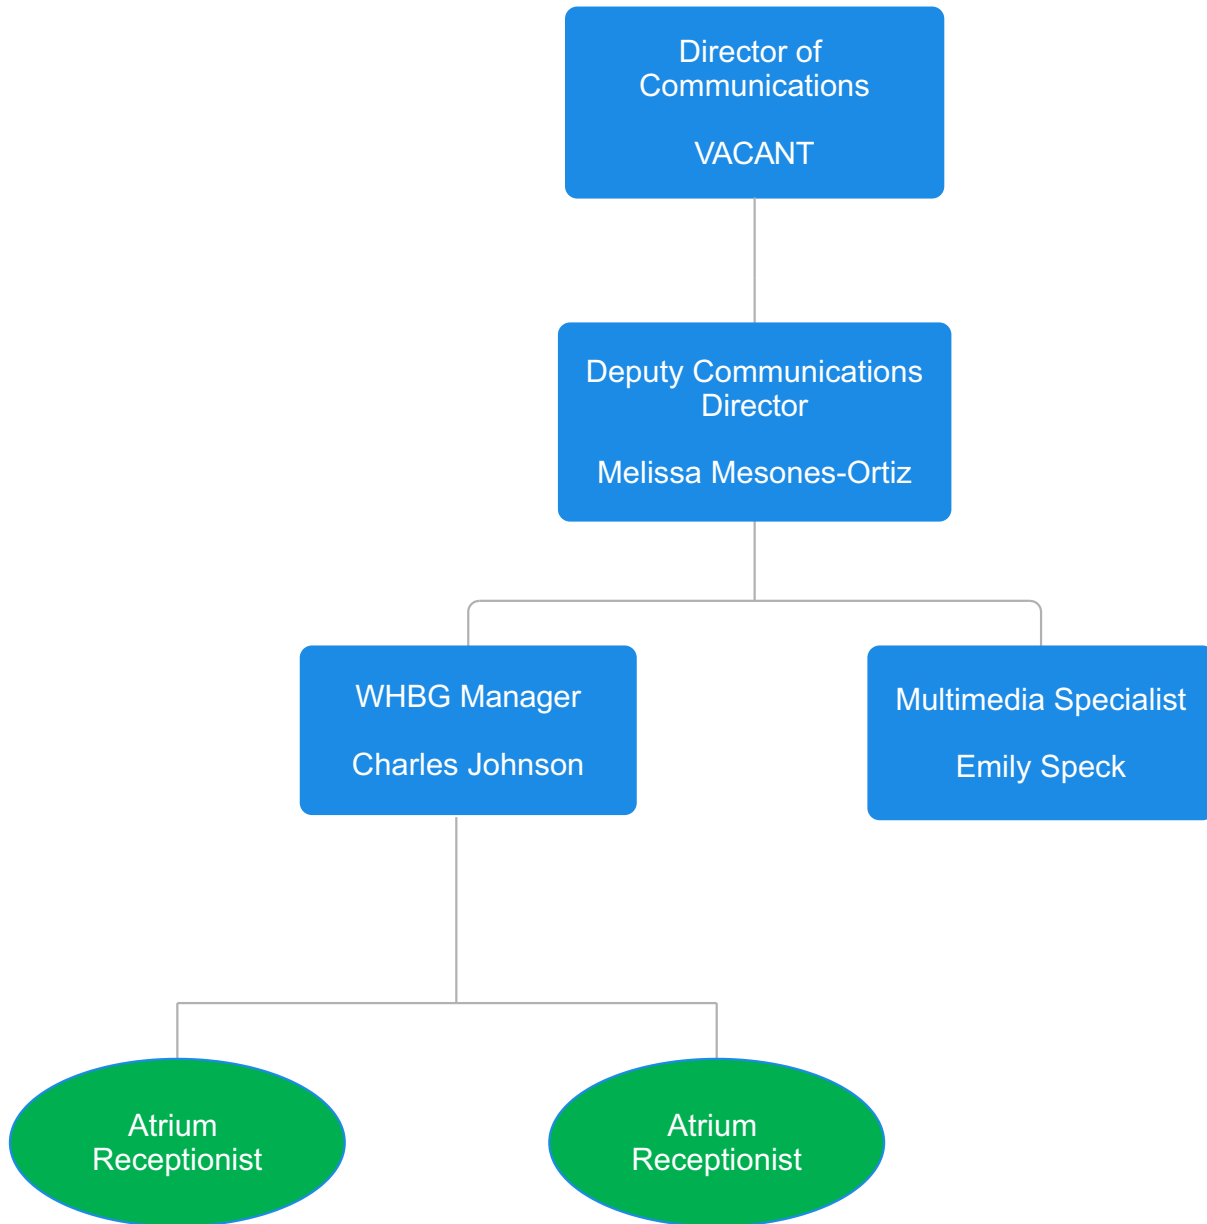 Director of
Communications
VACANT
Deputy Communications
Director
Melissa Mesones-Ortiz
WHBG Manager
Charles Johnson
Multimedia Specialist
Emily Speck
Atrium
Receptionist
Atrium
Receptionist